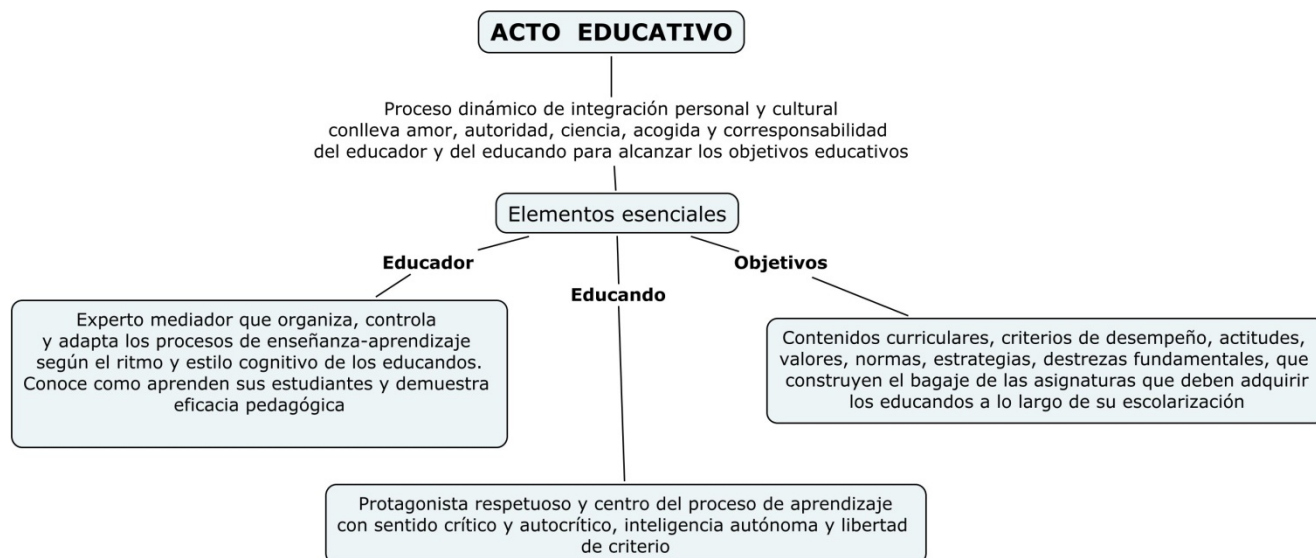 ACTO EDUCATIVO
Proceso dinámico de integración personal y cultural
conlleva amor, autoridad, ciencia, acogida y corresponsabilidad
del educador y del educando para alcanzar los objetivos educativos
Elementos esenciales
Educador
Educando
Objetivos
Experto mediador que organiza, controla
y adapta los procesos de enseñanza-aprendizaje
según el ritmo y estilo cognitivo de los educandos.
Conoce como aprenden sus estudiantes y demuestra
eficacia pedagógica
Contenidos curriculares, criterios de desempeño, actitudes,
valores, normas, estrategias, destrezas fundamentales, que
construyen el bagaje de las asignaturas que deben adquirir
los educandos a lo largo de su escolarización
Protagonista respetuoso y centro del proceso de aprendizaje
con sentido crítico y autocrítico, inteligencia autónoma y libertad
de criterio